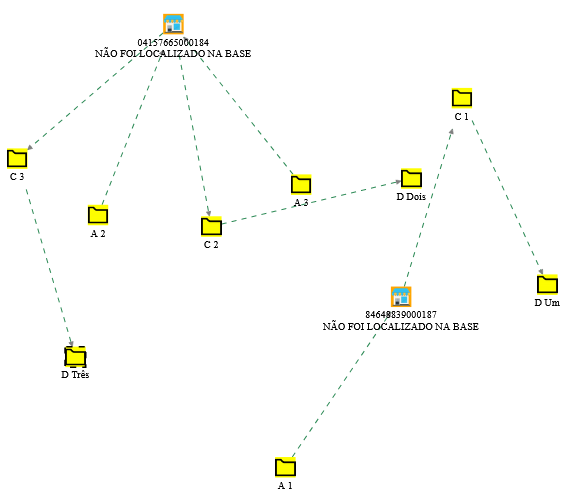 04157665000184
NÃO FOI LOCALIZADO NA BASE
C 1
C 3
D Dois
A 3
A 2
C 2
D Um
84648839000187
NÃO FOI LOCALIZADO NA BASE
D Três
A 1